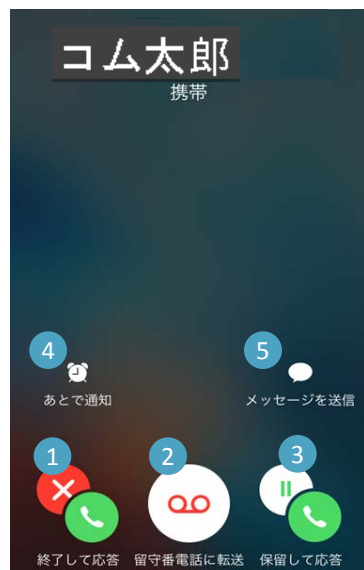 コム太郎
携帯
4
5
あとで通知
メッセージを送信
1
2
3
終了して応答
留守番電話に転送
保留して応答